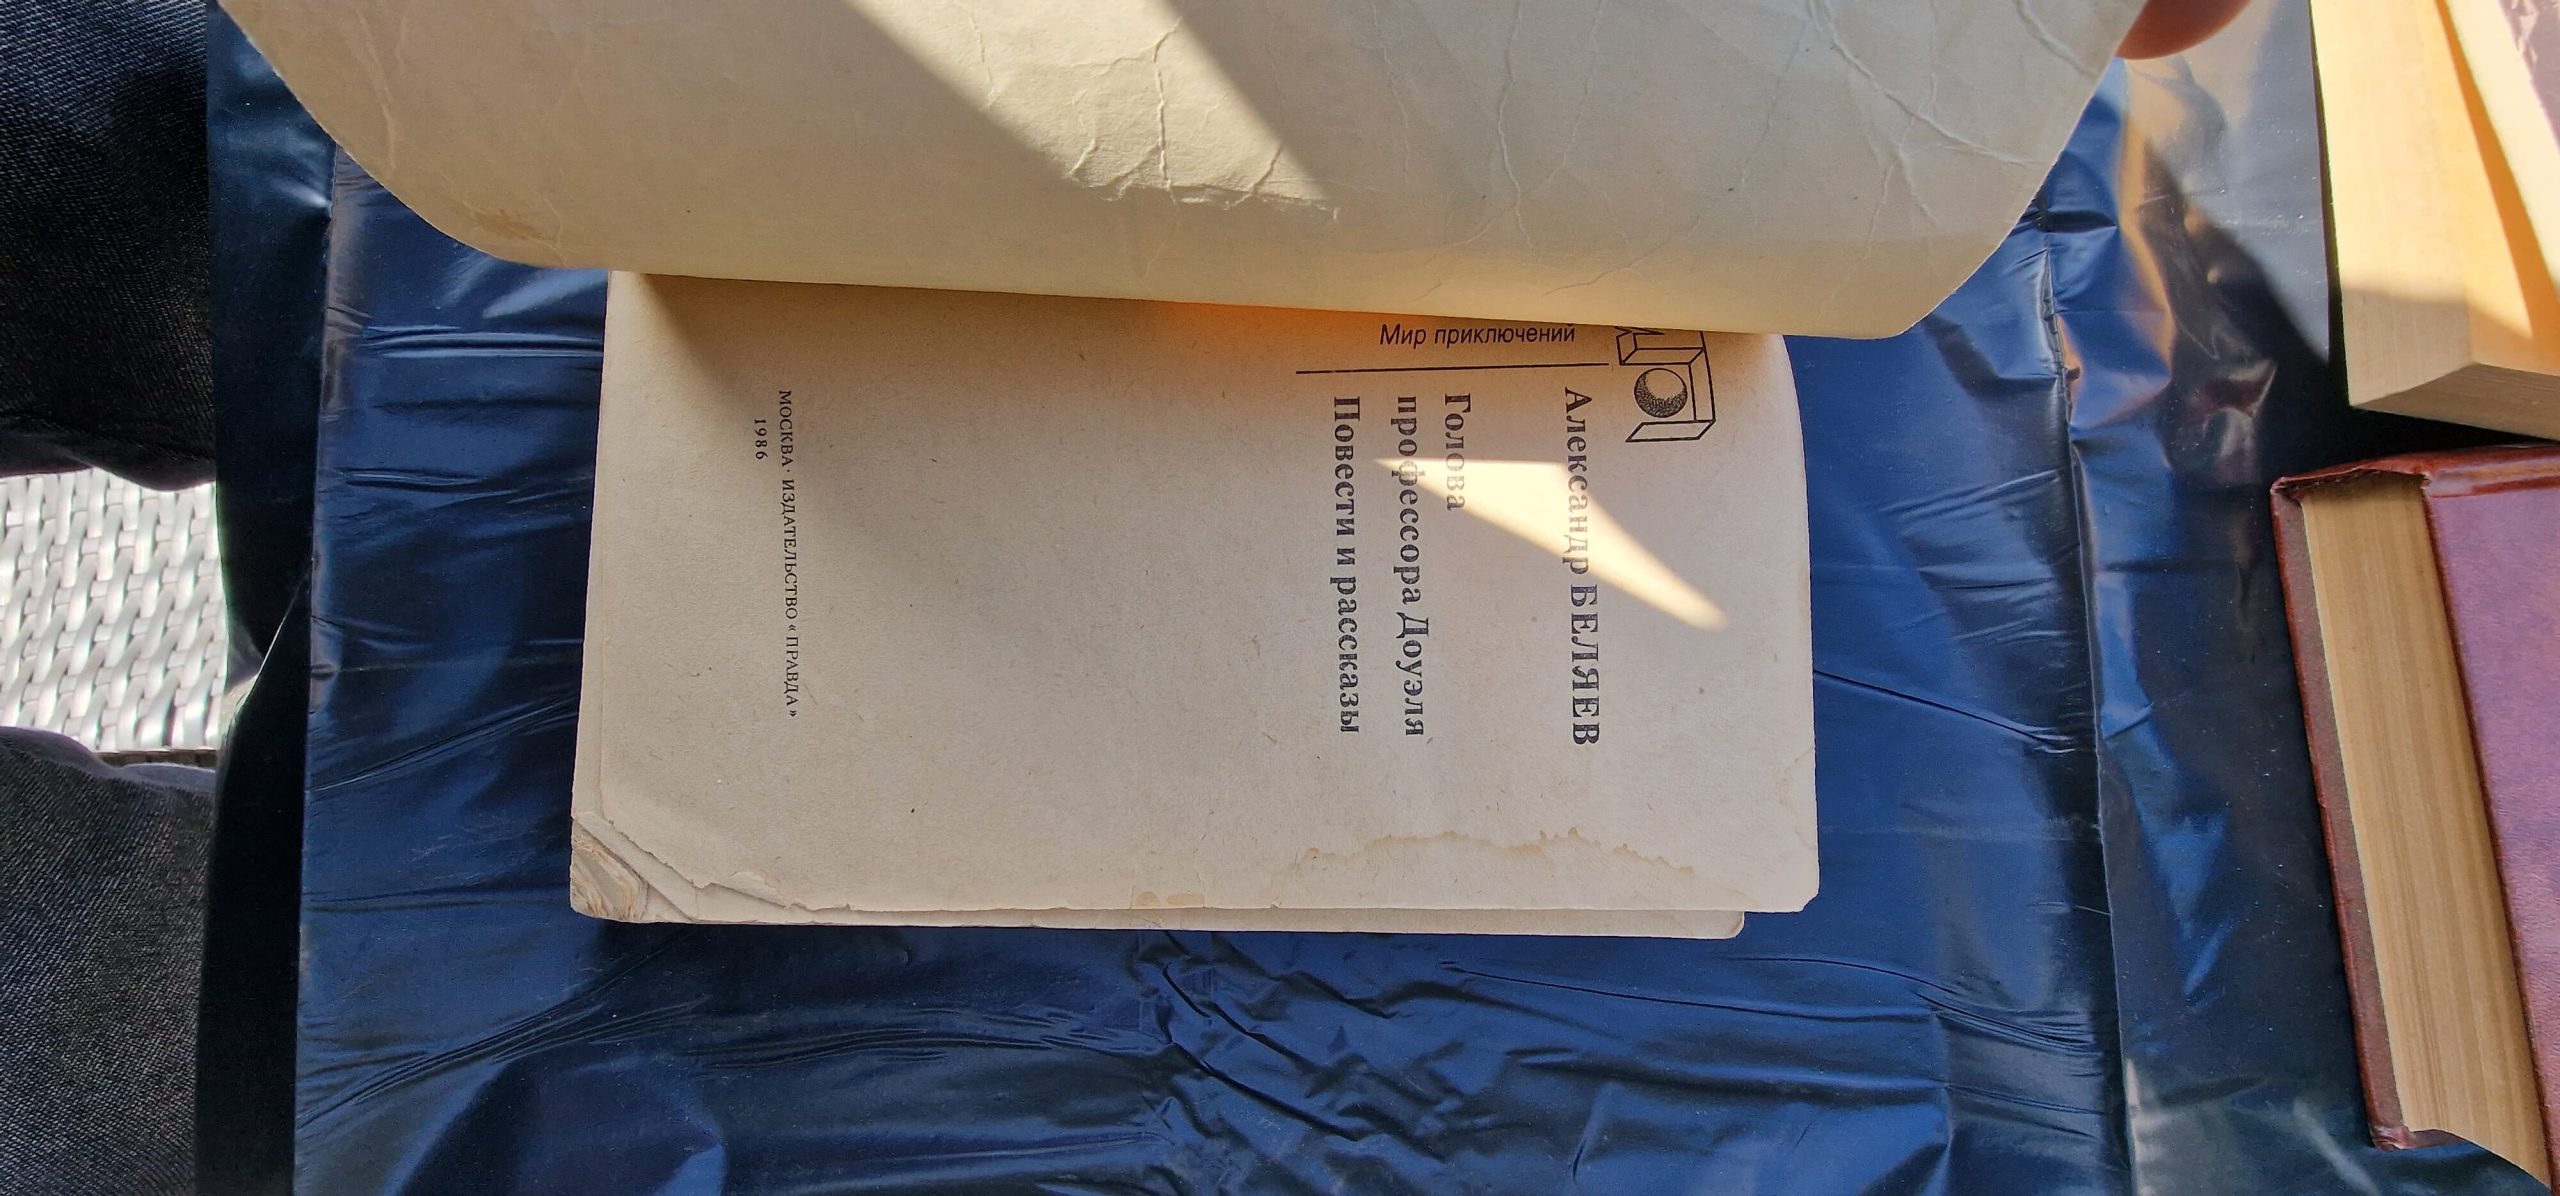 Мир приключений
Александр БЕЛЯЕВ
Голова
профессора Доуэля
Повести и рассказы
МОСКВА · ИЗДАТЕЛЬСТВО «ПРАВДА»
1986